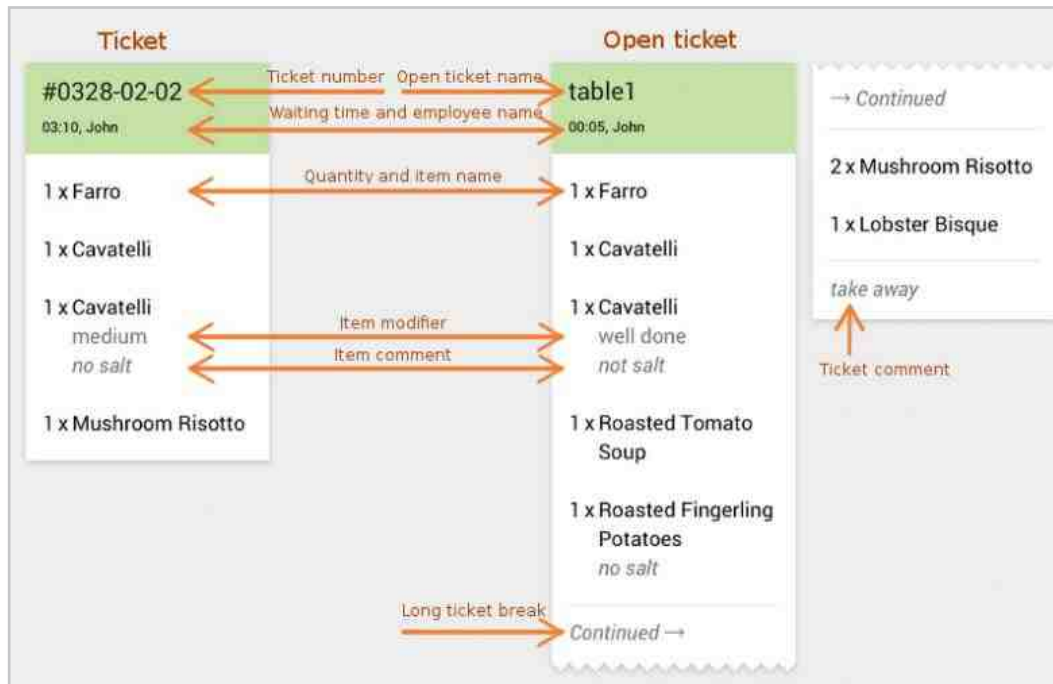 Ticket
Open ticket
Ticket number
Open ticket name
#0328-02-02
table1
→ Continued
Waiting time and employee name
03:10, John
00:05, John
Quantity and item name
1 x Farro
1 x Farro
2 x Mushroom Risotto
1 x Cavatelli
1 x Cavatelli
1 x Lobster Bisque
1 x Cavatelli
1 x Cavatelli
take away
Item modifier
medium
well done
Item comment
no salt
not salt
Ticket comment
1 x Mushroom Risotto
1 x Roasted Tomato
Soup
1 x Roasted Fingerling
Potatoes
no salt
Long ticket break
Continued →